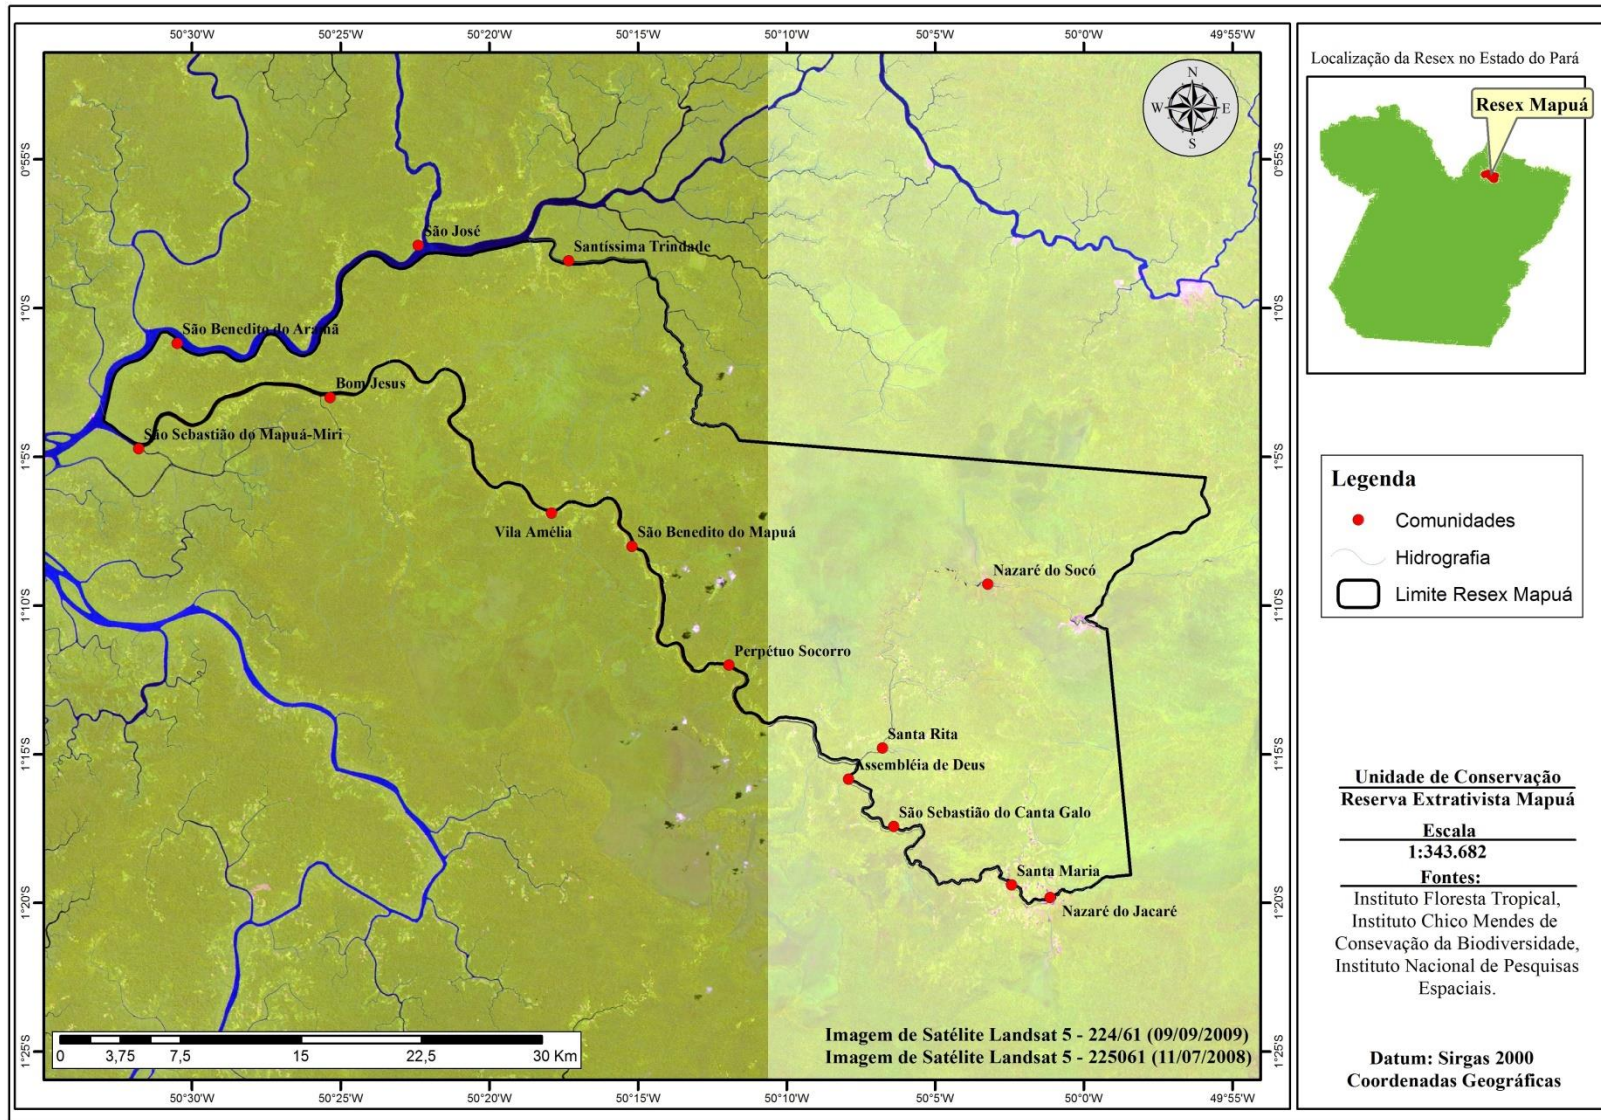 50°30'W
50°25'W
50°20'W
50°15'W
50°10'W
50°5'W
50°0'W
49°55'W
Localização da Resex no Estado do Pará
Resex Mapuá
N
W
E
S
0°55'S
0°55'S
São José
Santíssima Trindade
1°0'S
1°0'S
São Benedito do Aramã
Bom Jesus
São Sebastião do Mapuá-Miri
1°5'S
1°5'S
Vila Amélia
São Benedito do Mapuá
Nazaré do Socó
1°10'S
1°10'S
Perpétuo Socorro
Santa Rita
1°15'S
1°15'S
Assembléia de Deus
São Sebastião do Canta Galo
Santa Maria
1°20'S
1°20'S
Nazaré do Jacaré
1°25'S
1°25'S
0 3,75 7,5 15 22,5 30 Km
Imagem de Satélite Landsat 5 - 224/61 (09/09/2009)
Imagem de Satélite Landsat 5 - 225061 (11/07/2008)
50°30'W
50°25'W
50°20'W
50°15'W
50°10'W
50°5'W
50°0'W
49°55'W
Legenda
Comunidades
Hidrografia
Limite Resex Mapuá
Unidade de Conservação
Reserva Extrativista Mapuá
Escala
1:343.682
Fontes:
Instituto Floresta Tropical,
Instituto Chico Mendes de
Consevação da Biodiversidade,
Instituto Nacional de Pesquisas
Espaciais.
Datum: Sirgas 2000
Coordenadas Geográficas